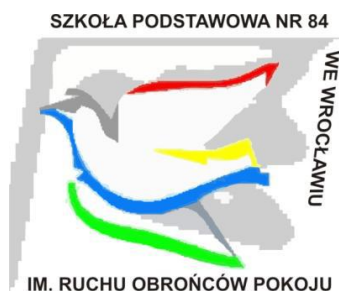 SZKOŁA PODSTAWOWA NR 84
WE WROCŁAWIU
IM. RUCHU OBROŃCÓW POKOJU